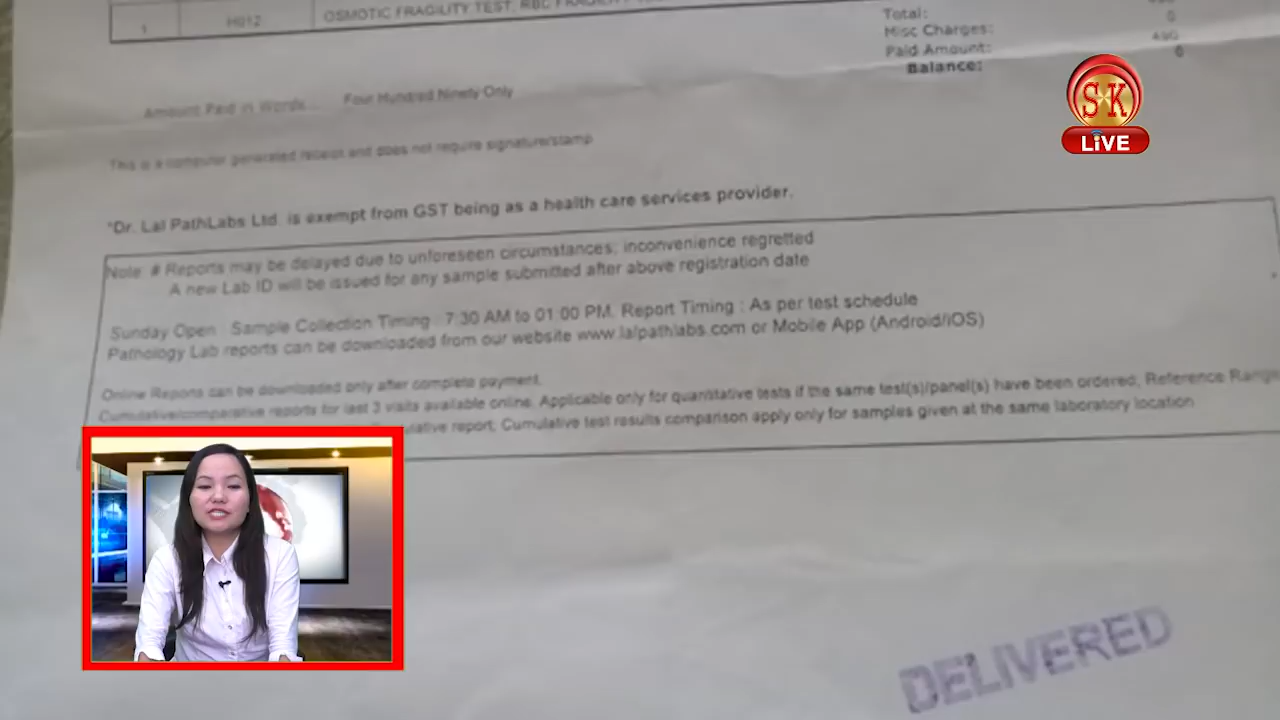 1 H012 OSMOTIC FRAGILITY TEST, RBC
Total:
Misc Charges: 0
Paid Amount: 490
Balance: 0
Amount Paid in Words... Four Hundred Ninety Only
This is a computer generated receipt and does not require signature/stamp
*Dr. Lal PathLabs Ltd. is exempt from GST being as a health care services provider.
Note: # Reports may be delayed due to unforeseen circumstances; inconvenience regretted
A new Lab ID will be issued for any sample submitted after above registration date
Sunday Open : Sample Collection Timing : 7:30 AM to 01:00 PM. Report Timing : As per test schedule
Pathology Lab reports can be downloaded from our website www.lalpathlabs.com or Mobile App (Android/iOS)
Online Reports can be downloaded only after complete payment.
Cumulative/comparative reports for last 3 visits available online. Applicable only for quantitative tests if the same test(s)/panel(s) have been ordered; Reference Range
report; Cumulative test results comparison apply only for samples given at the same laboratory location
DELIVERED
SK
LiVE